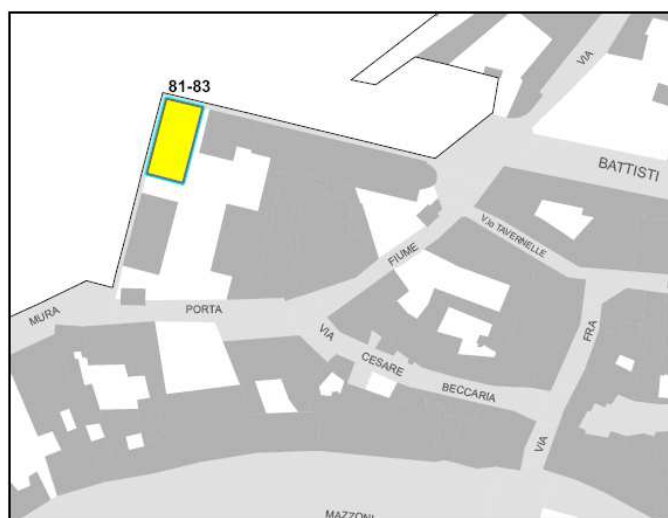 81-83
VIA
BATTISTI
V.lo TAVERNELLE
FIUME
MURA
PORTA
VIA
FRA
CESARE
BECCARIA
VIA
MAZZONI